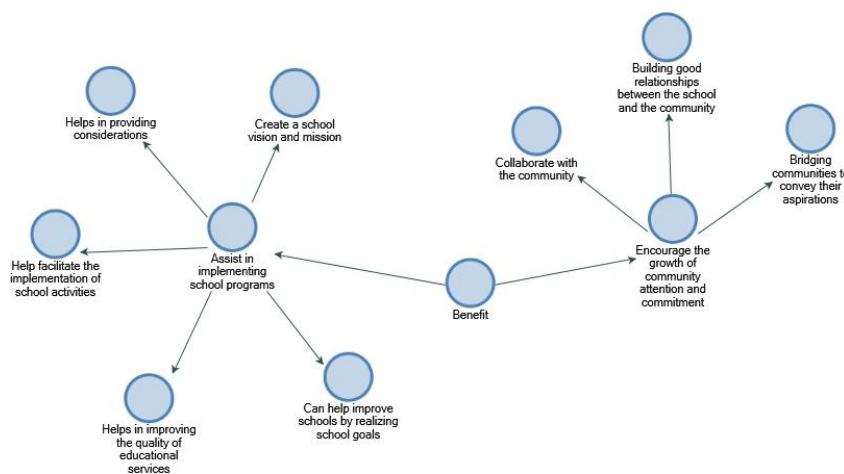 Building good
relationships
between the school
and the community
Helps in providing
considerations
Create a school
vision and mission
Collaborate with
the community
Bridging
communities to
convey their
aspirations
Assist in
implementing
school programs
Encourage the
growth of
community
attention and
commitment
Help facilitate the
implementation of
school activities
Benefit
Can help improve
schools by realizing
school goals
Helps in improving
the quality of
educational
services